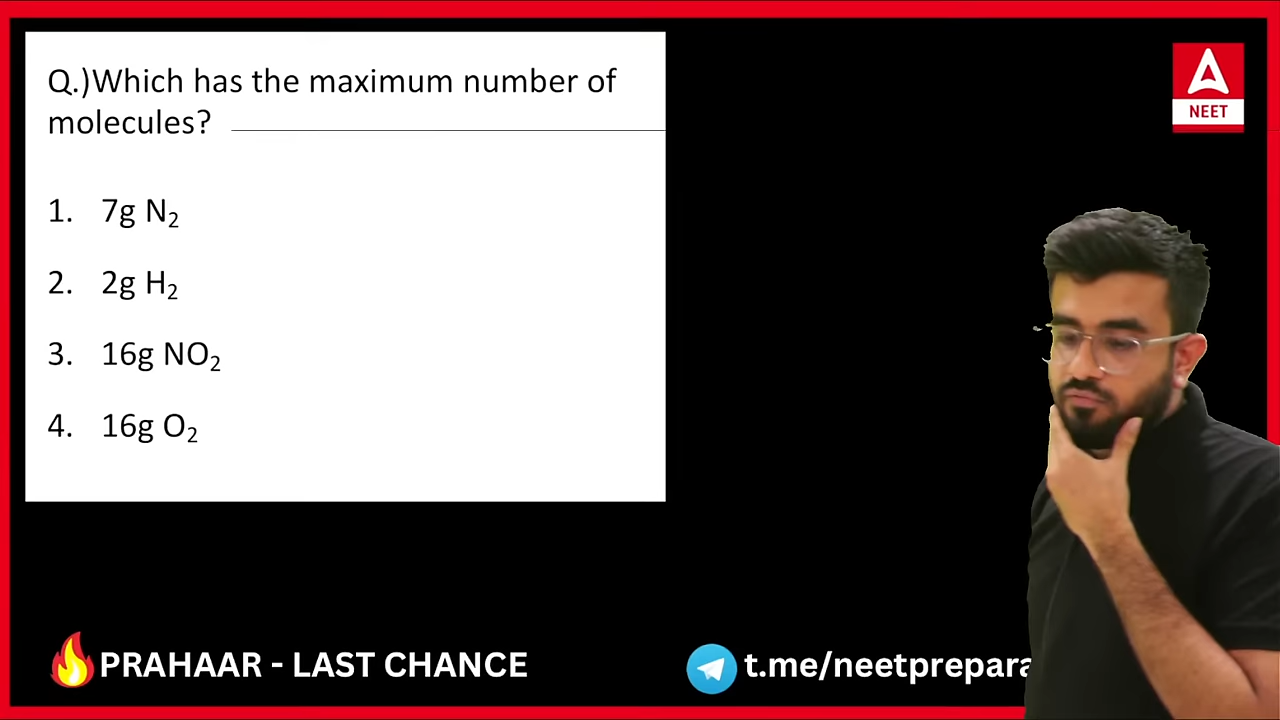 Q.)Which has the maximum number of
molecules?
1. 7g N₂
2. 2g H₂
3. 16g NO₂
4. 16g O₂
NEET
PRAHAAR - LAST CHANCE
t.me/neetprepara